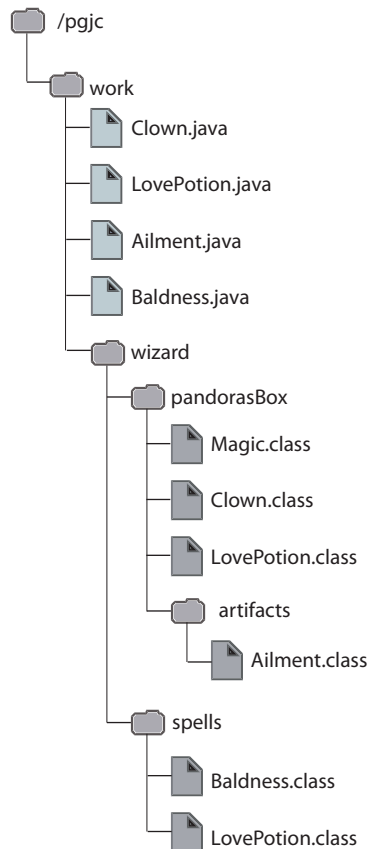 /pgjc
work
Clown.java
LovePotion.java
Ailment.java
Baldness.java
wizard
pandorasBox
Magic.class
Clown.class
LovePotion.class
artifacts
Ailment.class
spells
Baldness.class
LovePotion.class